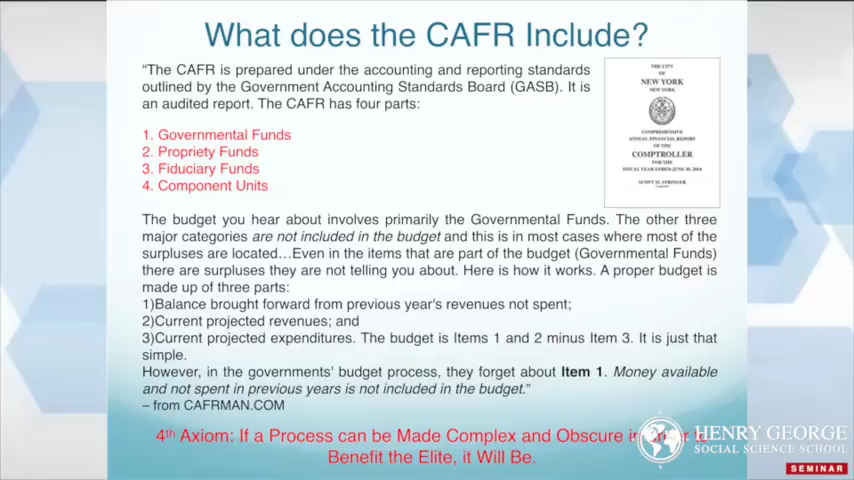 What does the CAFR Include?
“The CAFR is prepared under the accounting and reporting standards
outlined by the Government Accounting Standards Board (GASB). It is
an audited report. The CAFR has four parts:
1. Governmental Funds
2. Propriety Funds
3. Fiduciary Funds
4. Component Units
THE CITY
OF
NEW YORK
NEW YORK
COMPREHENSIVE
ANNUAL FINANCIAL REPORT
OF THE
COMPTROLLER
FOR THE
FISCAL YEAR ENDED JUNE 30, 2014
SCOTT M. STRINGER
The budget you hear about involves primarily the Governmental Funds. The other three
major categories are not included in the budget and this is in most cases where most of the
surpluses are located…Even in the items that are part of the budget (Governmental Funds)
there are surpluses they are not telling you about. Here is how it works. A proper budget is
made up of three parts:
1)Balance brought forward from previous year's revenues not spent;
2)Current projected revenues; and
3)Current projected expenditures. The budget is Items 1 and 2 minus Item 3. It is just that
simple.
However, in the governments' budget process, they forget about Item 1. Money available
and not spent in previous years is not included in the budget.”
– from CAFRMAN.COM
4th Axiom: If a Process can be Made Complex and Obscure
Benefit the Elite, it Will Be.
HENRY GEORGE
SOCIAL SCIENCE SCHOOL
SEMINAR